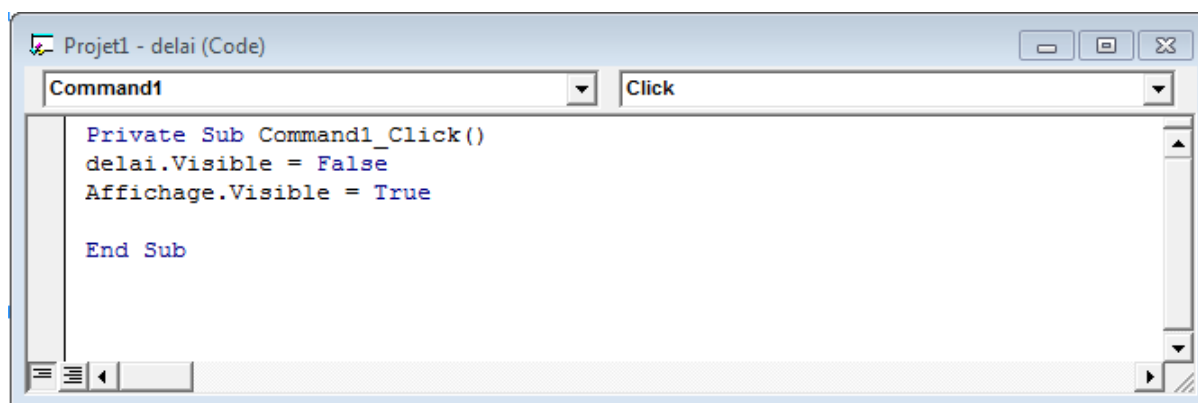 Projet1 - delai (Code)
Command1
Click
Private Sub Command1_Click()
delai.Visible = False
Affichage.Visible = True
End Sub